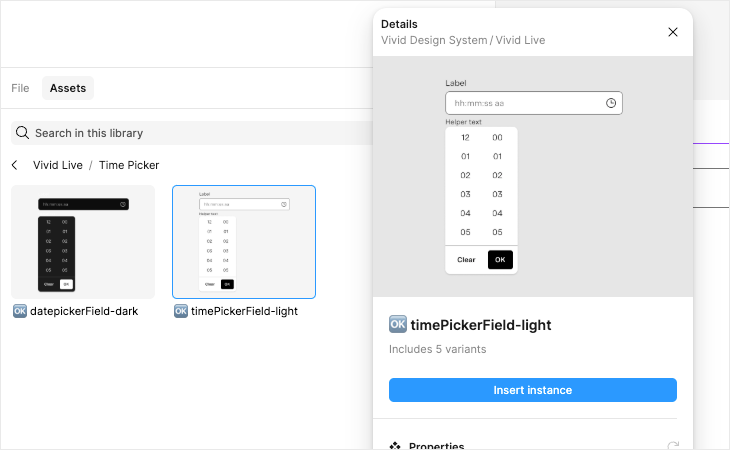 Details
Vivid Design System / Vivid Live
File
Assets
Search in this library
Vivid Live / Time Picker
hh:mm:ss aa
12 00
01 01
02 02
03 03
04 04
05 05
Clear OK
OK datepickerField-dark
Label
hh:mm:ss aa
Helper text
12 00
01 01
02 02
03 03
04 04
05 05
Clear OK
OK timePickerField-light
Label
hh:mm:ss aa
Helper text
12 00
01 01
02 02
03 03
04 04
05 05
Clear OK
OK timePickerField-light
Includes 5 variants
Insert instance
Properties